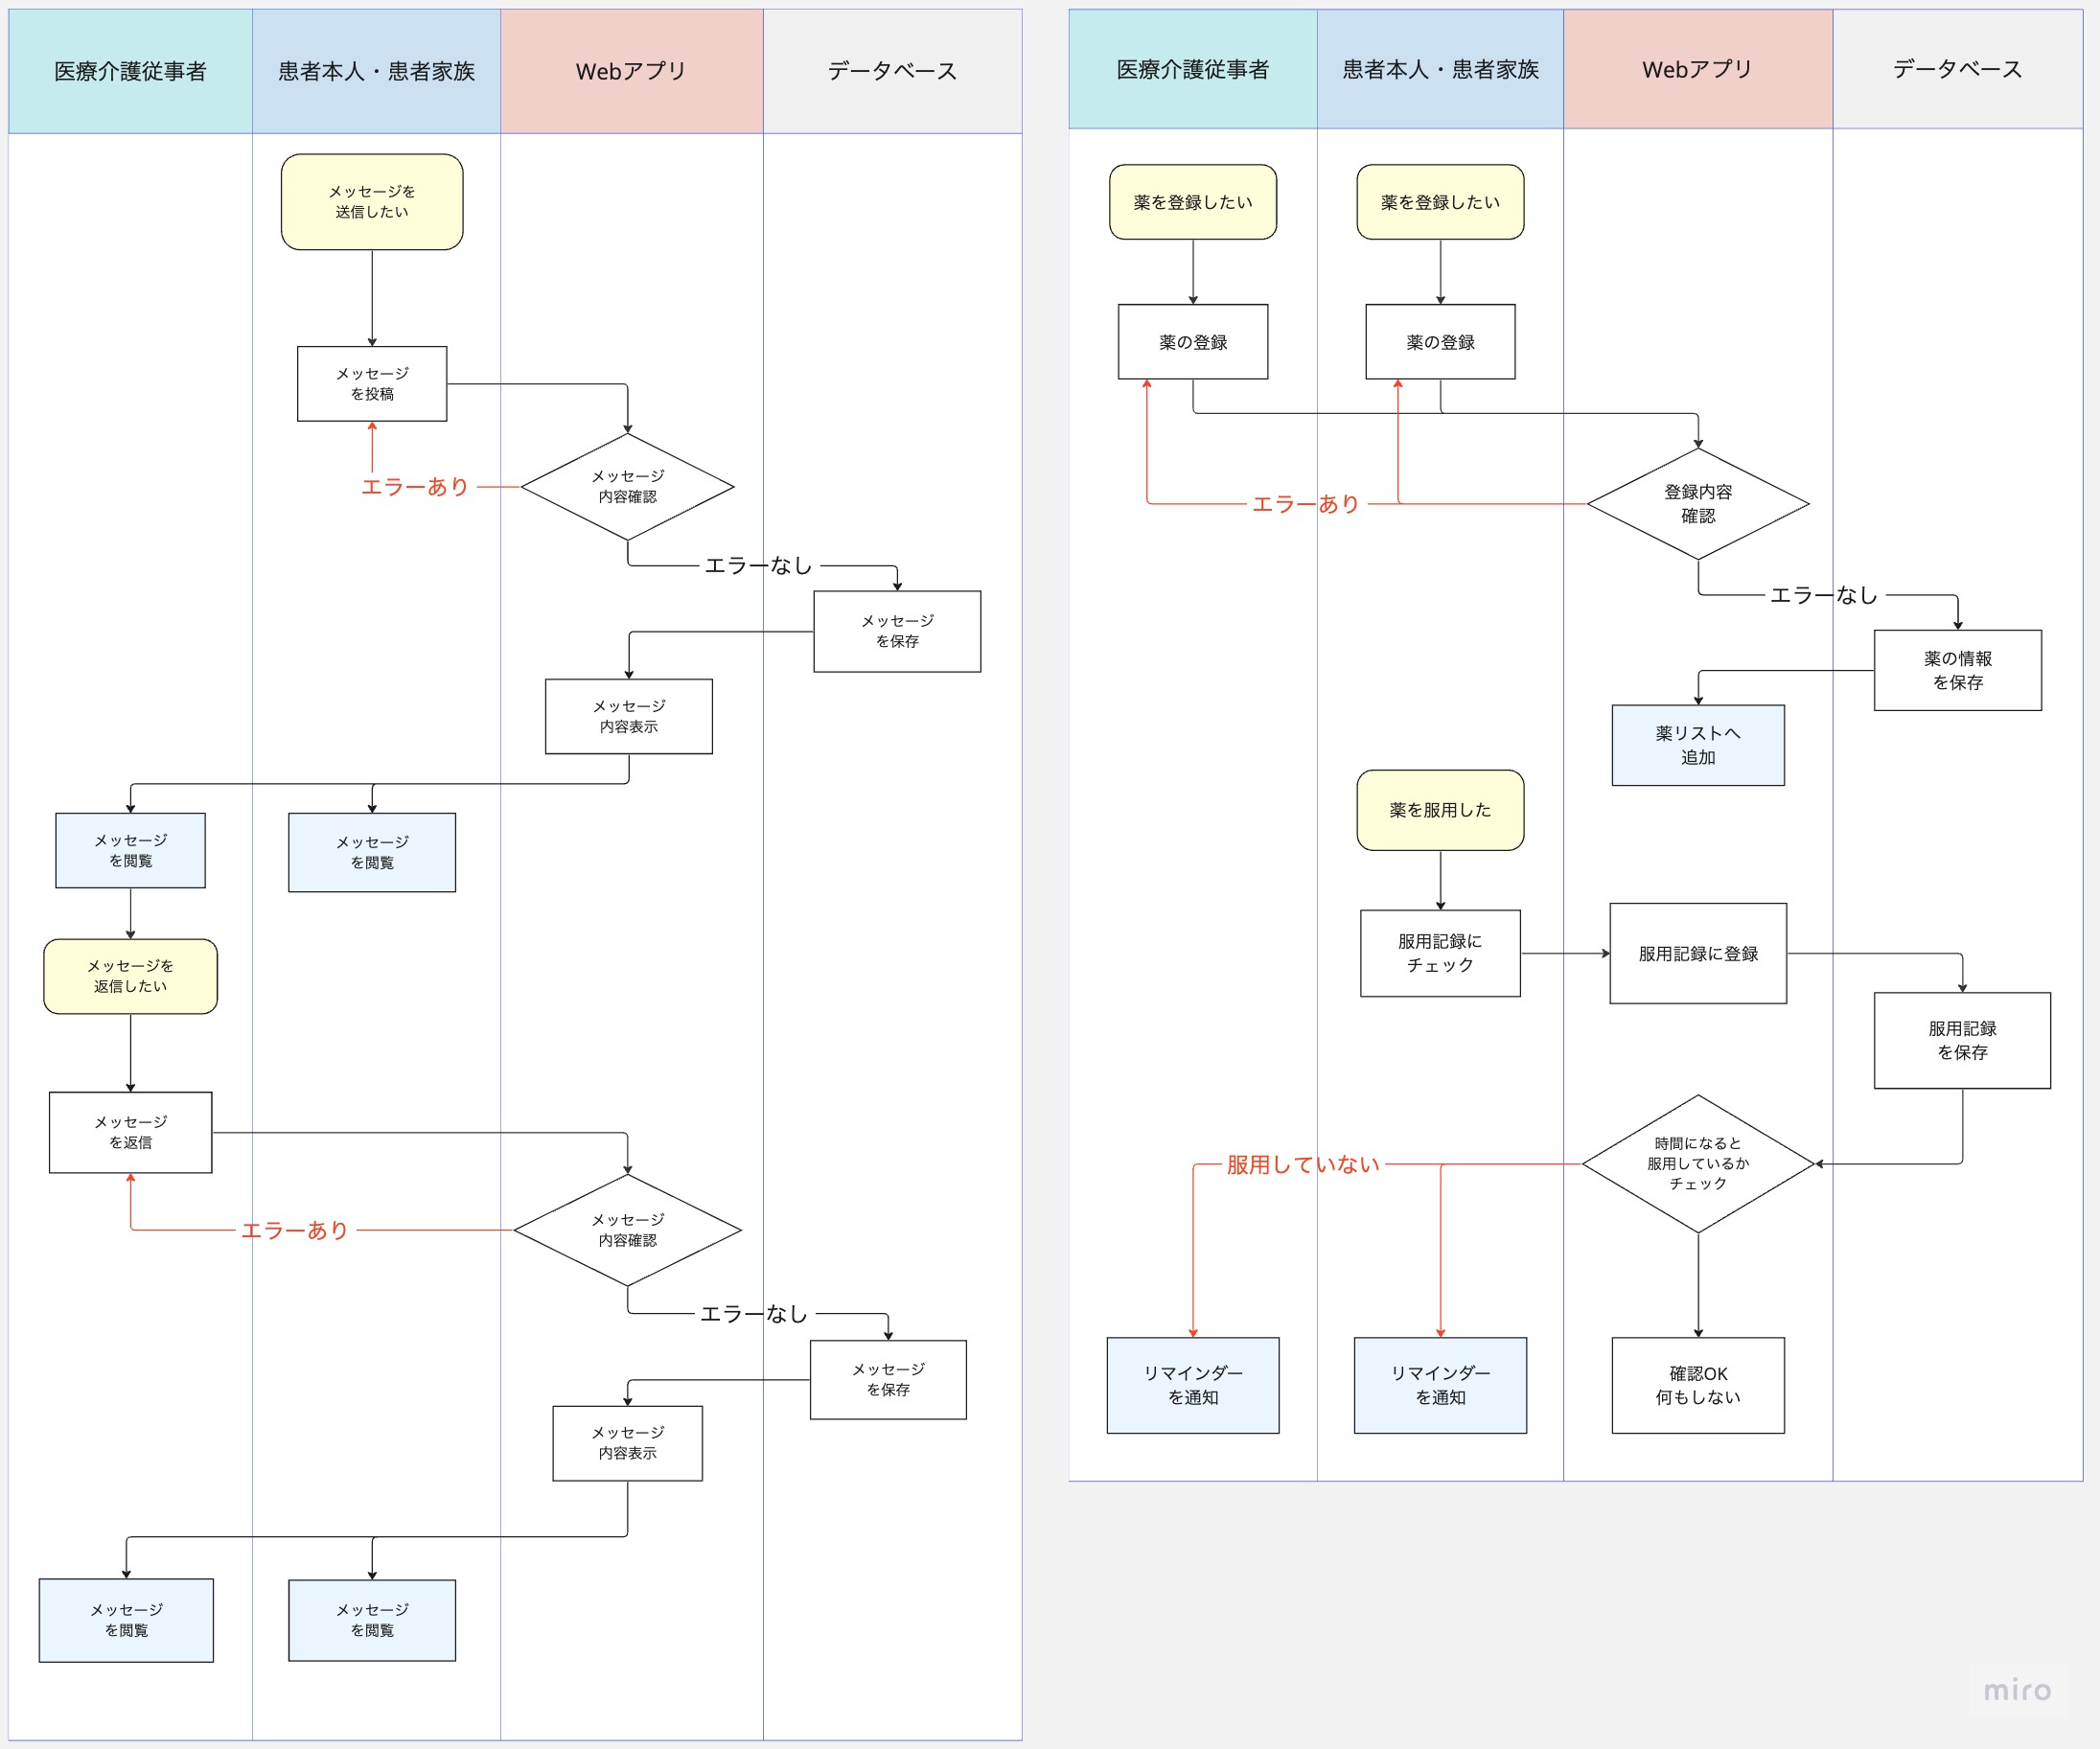 医療介護従事者
患者本人・患者家族
Webアプリ
データベース
メッセージを
送信したい
メッセージ
を投稿
メッセージ
内容確認
エラーあり
エラーなし
メッセージ
を保存
メッセージ
内容表示
メッセージ
を閲覧
メッセージ
を閲覧
メッセージを
返信したい
メッセージ
を返信
メッセージ
内容確認
エラーあり
エラーなし
メッセージ
を保存
メッセージ
内容表示
メッセージ
を閲覧
メッセージ
を閲覧
医療介護従事者
患者本人・患者家族
Webアプリ
データベース
薬を登録したい
薬を登録したい
薬の登録
薬の登録
登録内容
確認
エラーあり
エラーなし
薬の情報
を保存
薬リストへ
追加
薬を服用した
服用記録に
チェック
服用記録に登録
服用記録
を保存
時間になると
服用しているか
チェック
服用していない
リマインダー
を通知
リマインダー
を通知
確認OK
何もしない
miro